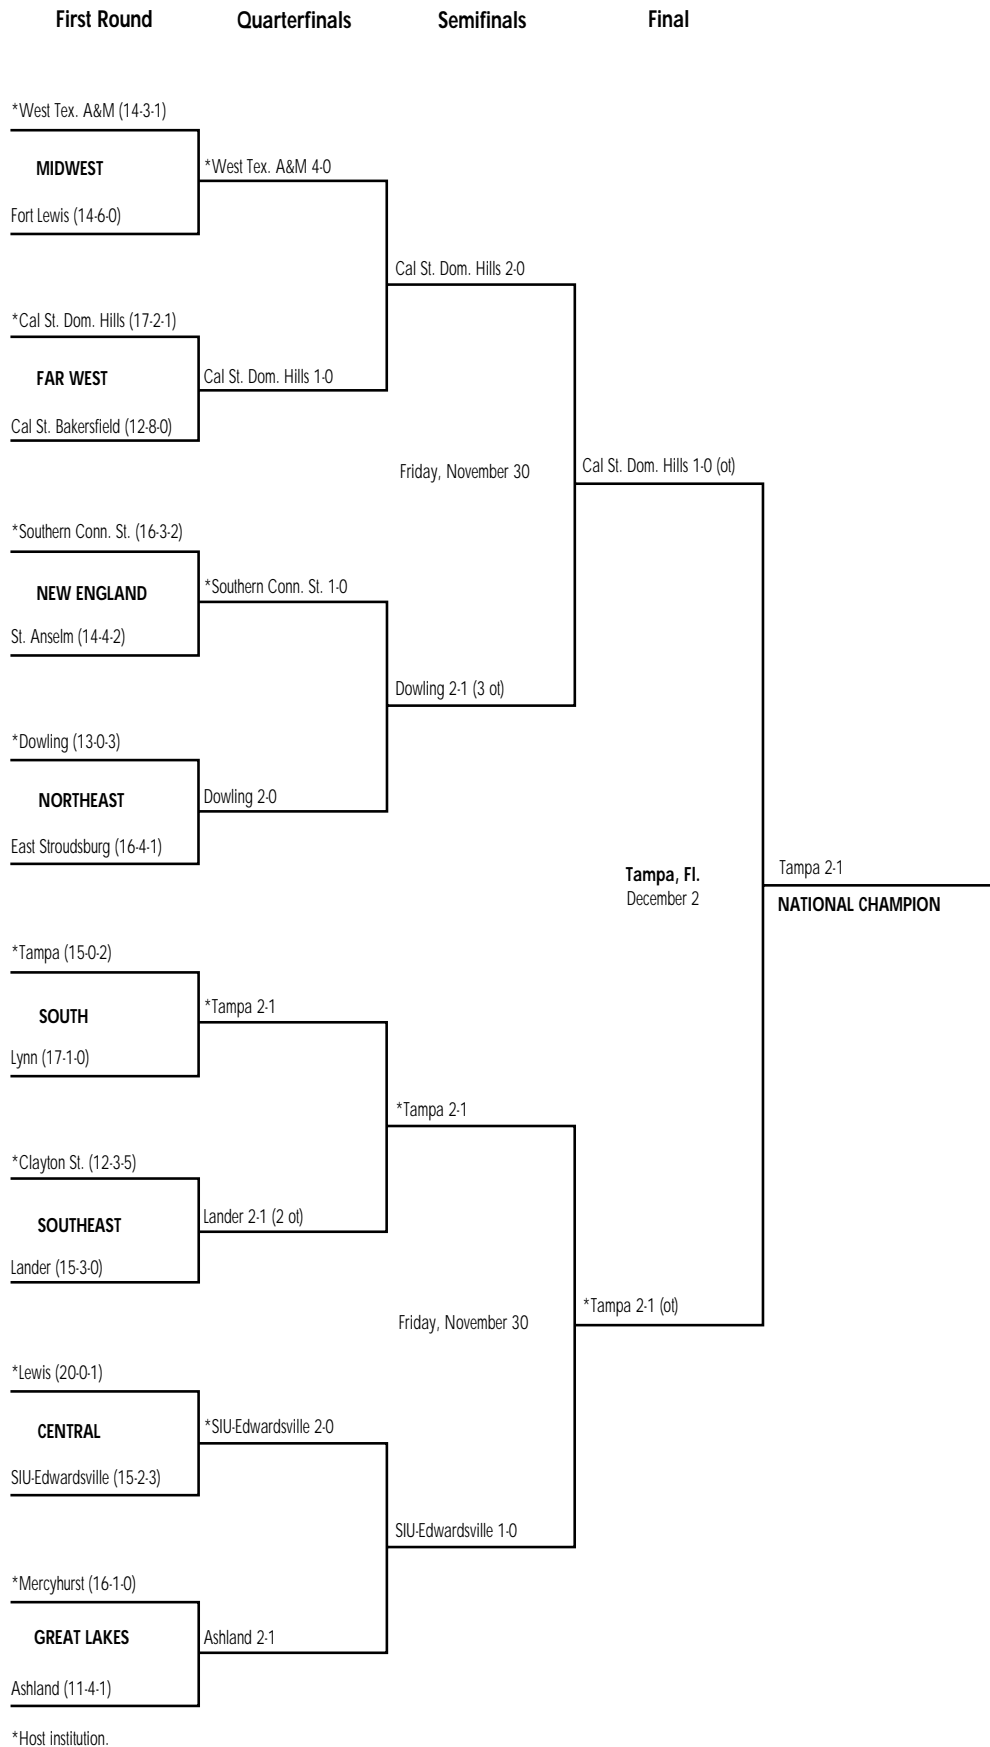 First Round Quarterfinals Semifinals Final
*West Tex. A&M (14-3-1)
MIDWEST
*West Tex. A&M 4-0
Fort Lewis (14-6-0)
Cal St. Dom. Hills 2-0
*Cal St. Dom. Hills (17-2-1)
FAR WEST
Cal St. Dom. Hills 1-0
Cal St. Bakersfield (12-8-0)
Friday, November 30
Cal St. Dom. Hills 1-0 (ot)
*Southern Conn. St. (16-3-2)
NEW ENGLAND
*Southern Conn. St. 1-0
St. Anselm (14-4-2)
Dowling 2-1 (3 ot)
*Dowling (13-0-3)
NORTHEAST
Dowling 2-0
East Stroudsburg (16-4-1)
Tampa, Fl.
December 2
Tampa 2-1
NATIONAL CHAMPION
*Tampa (15-0-2)
SOUTH
*Tampa 2-1
Lynn (17-1-0)
*Tampa 2-1
*Clayton St. (12-3-5)
SOUTHEAST
Lander 2-1 (2 ot)
Lander (15-3-0)
Friday, November 30
*Tampa 2-1 (ot)
*Lewis (20-0-1)
CENTRAL
*SIU-Edwardsville 2-0
SIU-Edwardsville (15-2-3)
SIU-Edwardsville 1-0
*Mercyhurst (16-1-0)
GREAT LAKES
Ashland 2-1
Ashland (11-4-1)
*Host institution.